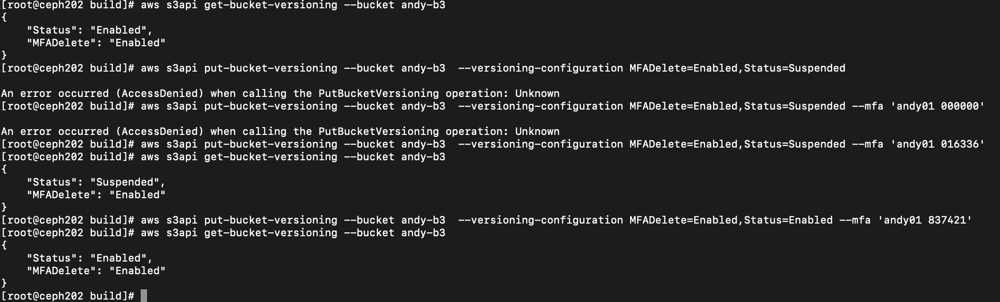 [root@ceph202 build]# aws s3api get-bucket-versioning --bucket andy-b3
{
    "Status": "Enabled",
    "MFADelete": "Enabled"
}
[root@ceph202 build]# aws s3api put-bucket-versioning --bucket andy-b3  --versioning-configuration MFADelete=Enabled,Status=Suspended

An error occurred (AccessDenied) when calling the PutBucketVersioning operation: Unknown
[root@ceph202 build]# aws s3api put-bucket-versioning --bucket andy-b3  --versioning-configuration MFADelete=Enabled,Status=Suspended --mfa 'andy01 000000'

An error occurred (AccessDenied) when calling the PutBucketVersioning operation: Unknown
[root@ceph202 build]# aws s3api put-bucket-versioning --bucket andy-b3  --versioning-configuration MFADelete=Enabled,Status=Suspended --mfa 'andy01 016336'
[root@ceph202 build]# aws s3api get-bucket-versioning --bucket andy-b3
{
    "Status": "Suspended",
    "MFADelete": "Enabled"
}
[root@ceph202 build]# aws s3api put-bucket-versioning --bucket andy-b3  --versioning-configuration MFADelete=Enabled,Status=Enabled --mfa 'andy01 837421'
[root@ceph202 build]# aws s3api get-bucket-versioning --bucket andy-b3
{
    "Status": "Enabled",
    "MFADelete": "Enabled"
}
[root@ceph202 build]#